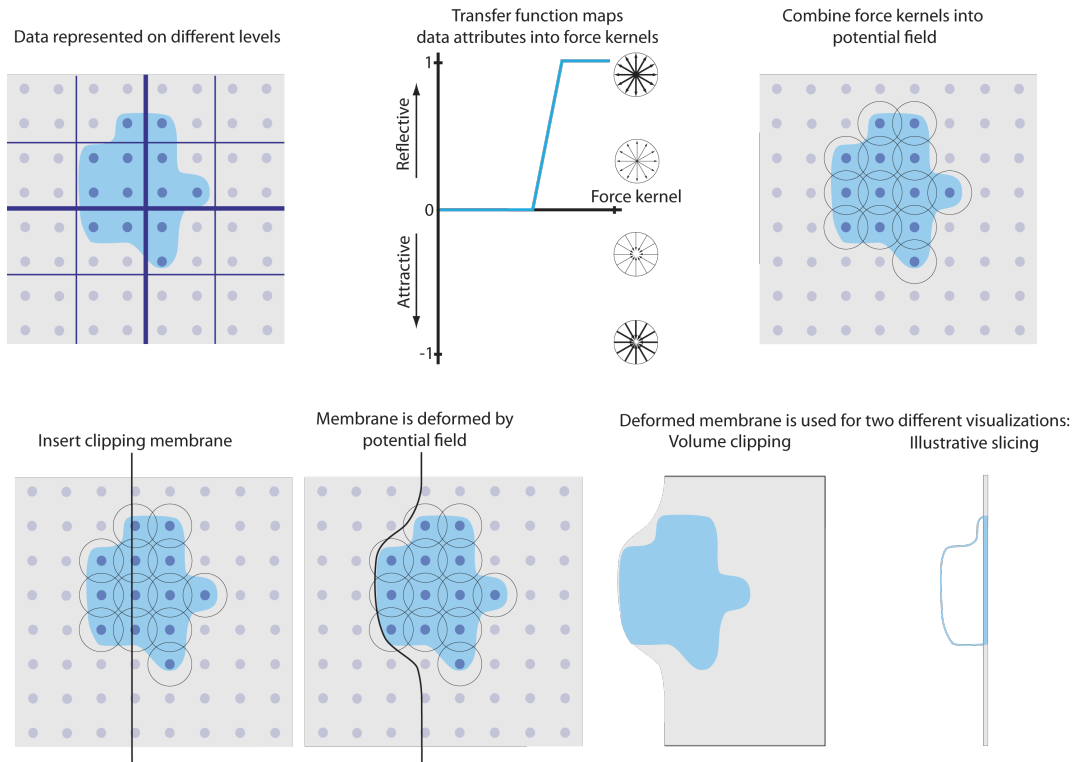 Data represented on different levels
Transfer function maps
data attributes into force kernels
1
Reflective
Force kernel
0
Attractive
-1
Combine force kernels into
potential field
Insert clipping membrane
Membrane is deformed by
potential field
Deformed membrane is used for two different visualizations:
Volume clipping
Illustrative slicing